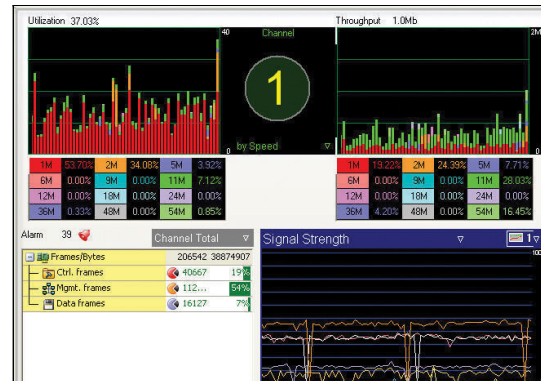 Utilization 37.03%
40
0
Channel
1
by Speed
Throughput 1.0Mb
2M
0
1M 53.70% 2M 34.08% 5M 3.92%
6M 0.00% 9M 0.00% 11M 7.12%
12M 0.00% 18M 0.00% 24M 0.00%
36M 0.33% 48M 0.00% 54M 0.85%
1M 19.22% 2M 24.39% 5M 7.71%
6M 0.00% 9M 0.00% 11M 28.03%
12M 0.00% 18M 0.00% 24M 0.00%
36M 4.20% 48M 0.00% 54M 16.45%
Alarm 39
Channel Total
Frames/Bytes 206542 38874907
Ctrl. frames 40667 19%
Mgmt. frames 112... 54%
Data frames 16127 7%
Signal Strength
1
100